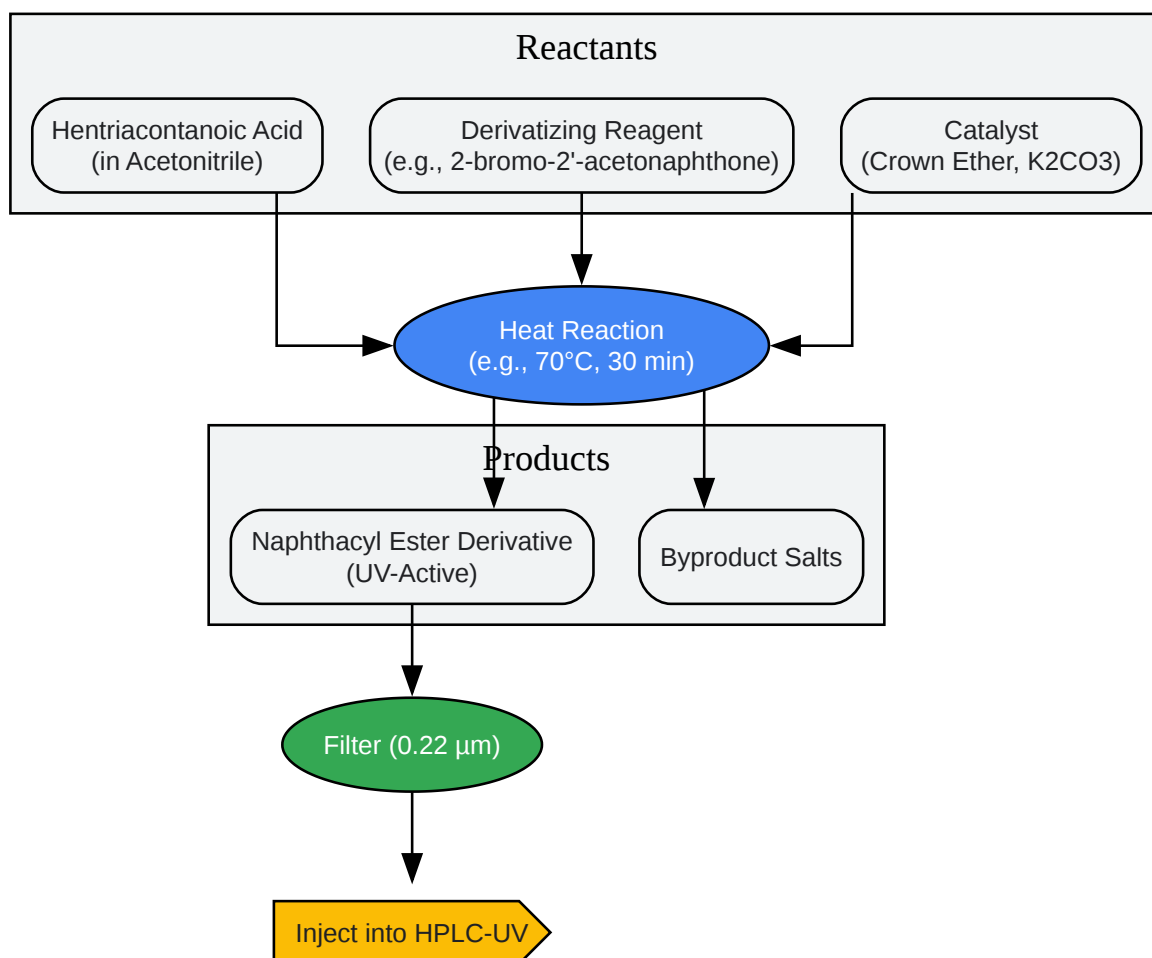 Reactants
Hentriacontanoic Acid
(in Acetonitrile)
Derivatizing Reagent
(e.g., 2-bromo-2'-acetonaphthone)
Catalyst
(Crown Ether, K2CO3)
Heat Reaction
(e.g., 70°C, 30 min)
Products
Naphthacyl Ester Derivative
(UV-Active)
Byproduct Salts
Filter (0.22 µm)
Inject into HPLC-UV